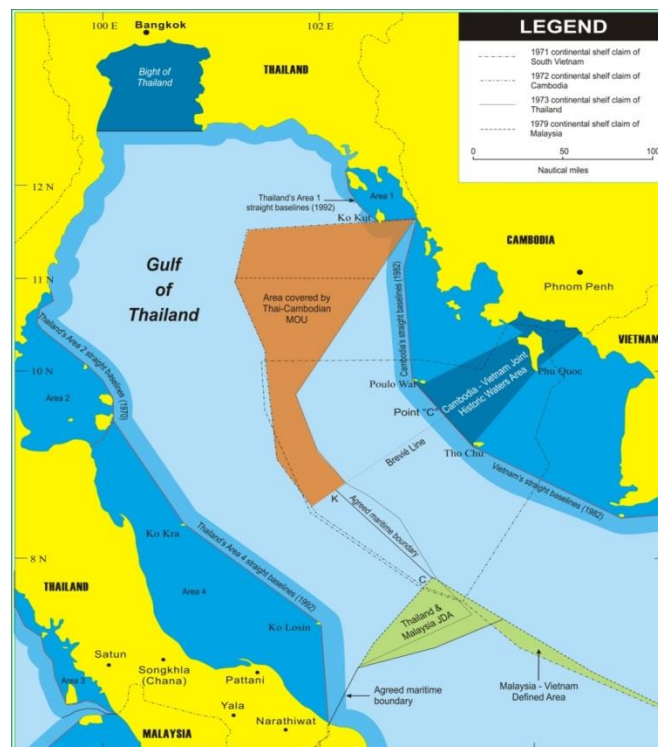 100 E
102 E
Bangkok
Bight of
Thailand
THAILAND
LEGEND
1971 continental shelf claim of
South Vietnam
1972 continental shelf claim of
Cambodia
1973 continental shelf claim of
Thailand
1979 continental shelf claim of
Malaysia
0
50
100
Nautical miles
12 N
Thailand's Area 1
straight baselines (1992)
Area 1
Ko Kut
CAMBODIA
11 N
Gulf
of
Thailand
Area covered by
Thai-Cambodian
MOU
Cambodia's straight baselines (1982)
Phnom Penh
VIETNAM
Thailand's Area 2 straight baselines (1970)
Area 2
10 N
Poulo Wai
Point "C"
Cambodia - Vietnam Joint
Historic Waters Area
Phu Quoc
Brevié Line
Tho Chu
Vietnam's straight baselines (1982)
K
Agreed maritime
boundary
Ko Kra
Thailand's Area 4 straight baselines (1992)
8 N
C
THAILAND
Area 4
Thailand &
Malaysia JDA
Ko Losin
Satun
Songkhla
(Chana)
Pattani
Area 3
Yala
Narathiwat
MALAYSIA
Agreed maritime
boundary
Malaysia - Vietnam
Defined Area